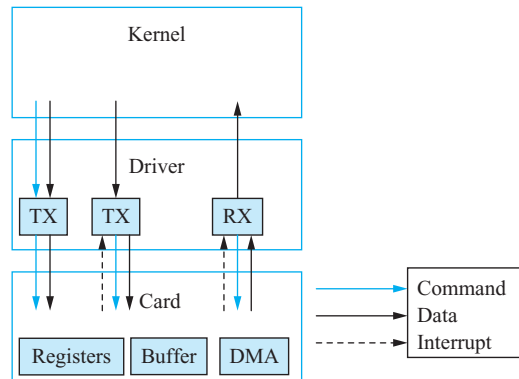 Kernel
Driver
TX
TX
RX
Card
Registers
Buffer
DMA
Command
Data
Interrupt